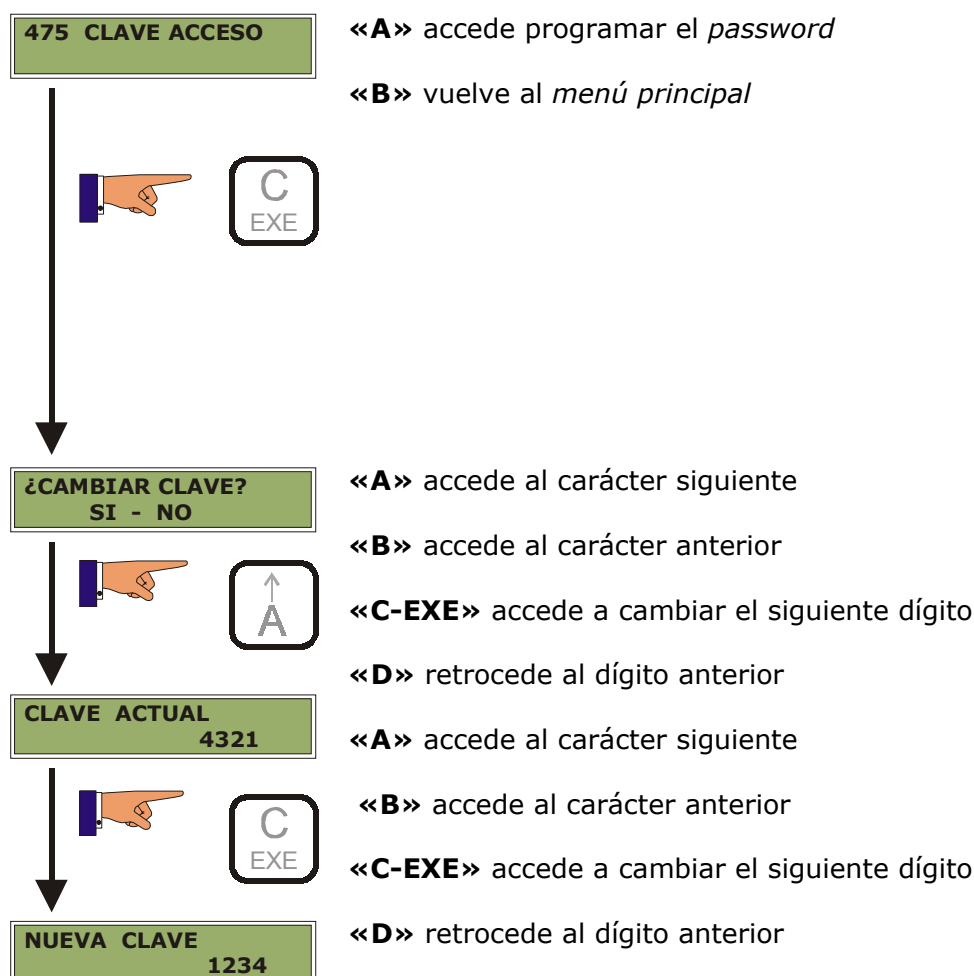 475 CLAVE ACCESO
«A» accede programar el password
«B» vuelve al menú principal
C
EXE
¿CAMBIAR CLAVE?
SI - NO
«A» accede al carácter siguiente
«B» accede al carácter anterior
↑
A
«C-EXE» accede a cambiar el siguiente dígito
«D» retrocede al dígito anterior
CLAVE ACTUAL
4321
«A» accede al carácter siguiente
«B» accede al carácter anterior
C
EXE
«C-EXE» accede a cambiar el siguiente dígito
«D» retrocede al dígito anterior
NUEVA CLAVE
1234